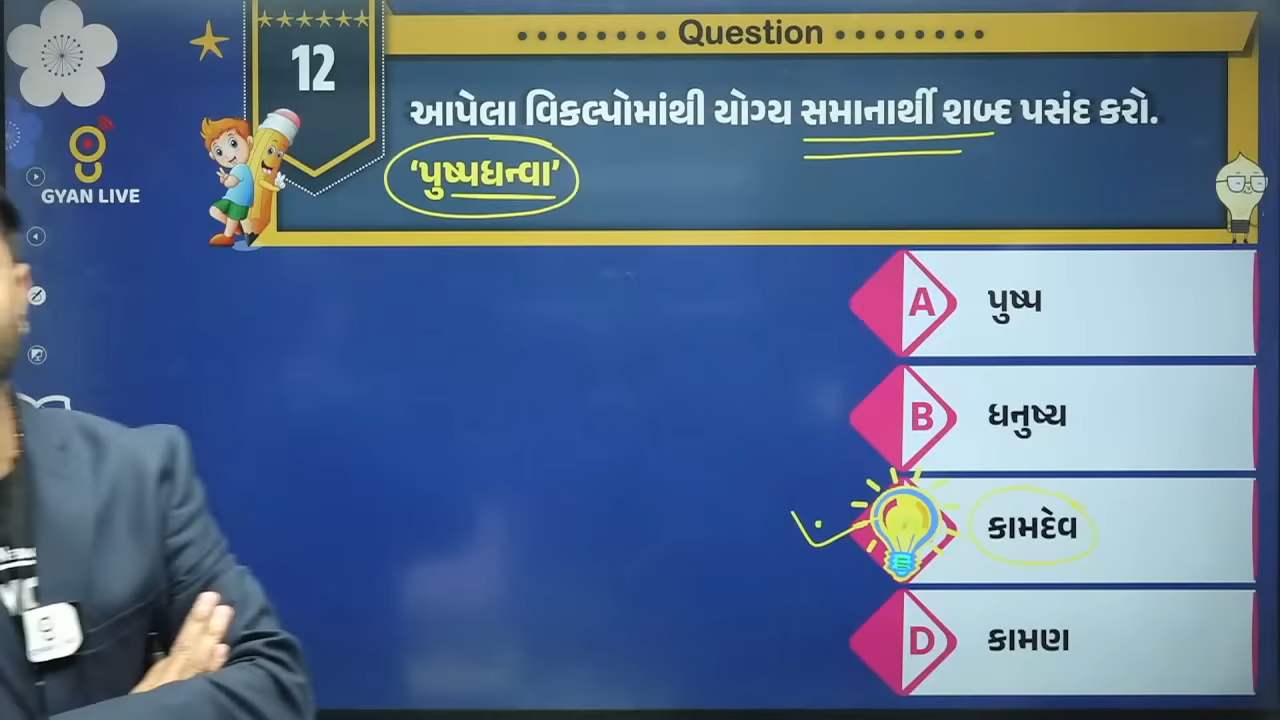 Question
12
આપેલા વિકલ્પોમાંથી યોગ્ય સમાનાર્થી શબ્દ પસંદ કરો.
‘પુષ્પધન્વા’
GYAN LIVE
A પુષ્પ
B ધનુષ્ય
કામદેવ
D કામણ